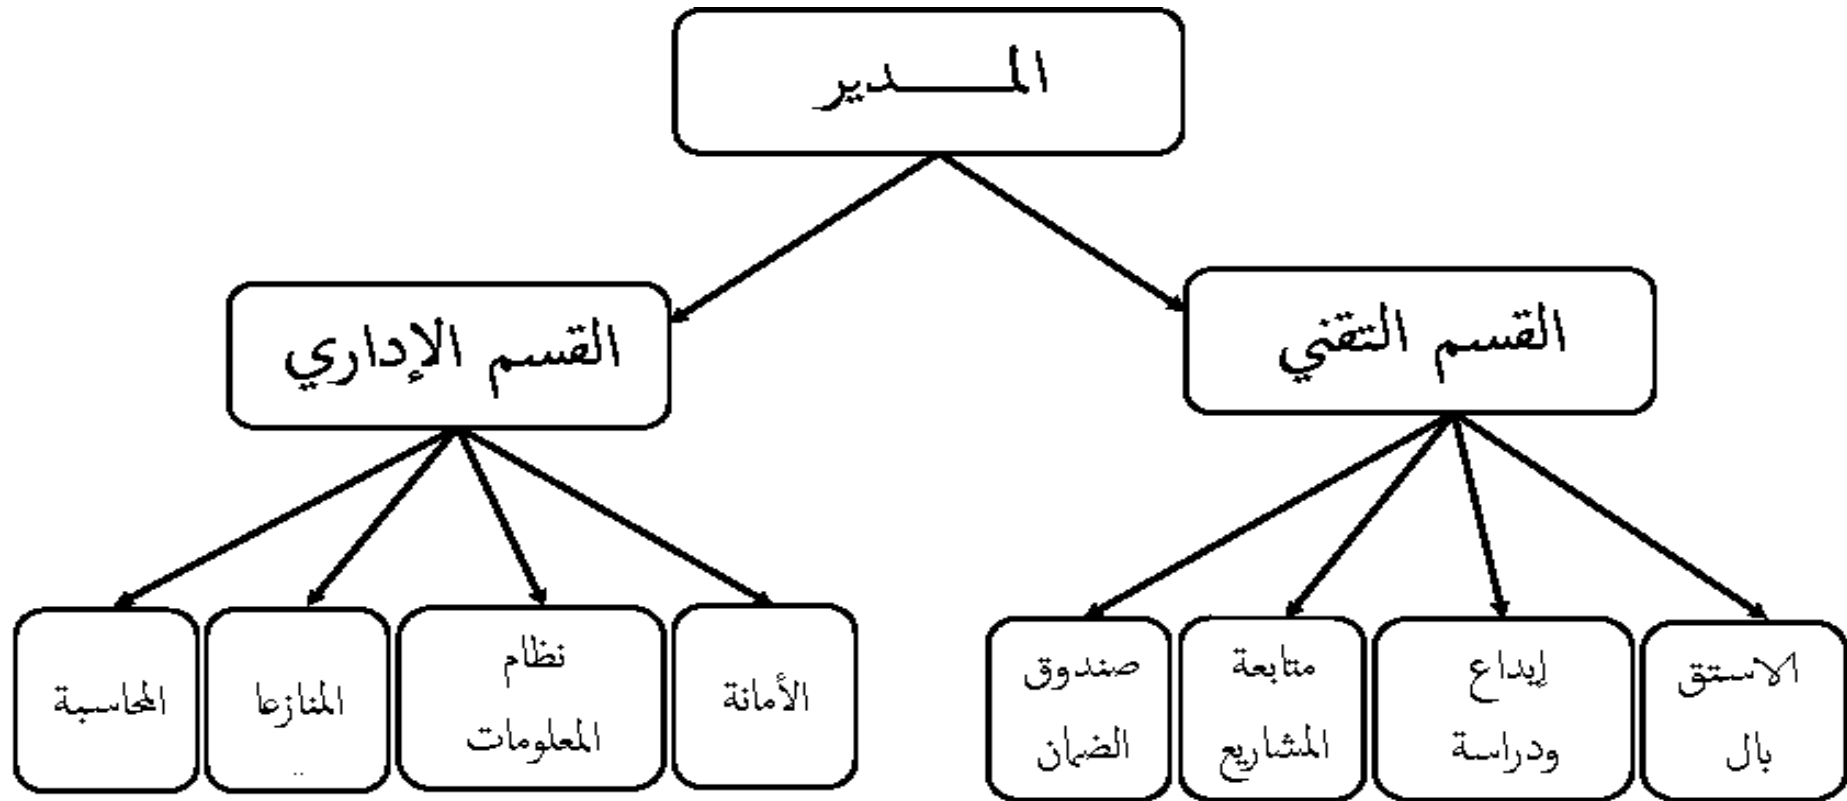 المـــــدير
القسم التقني
القسم الإداري
الاستق
بال
إيداع
ودراسة
متابعة
المشاريع
صندوق
الضمان
الأمانة
نظام
المعلومات
المنازعا
المحاسبة